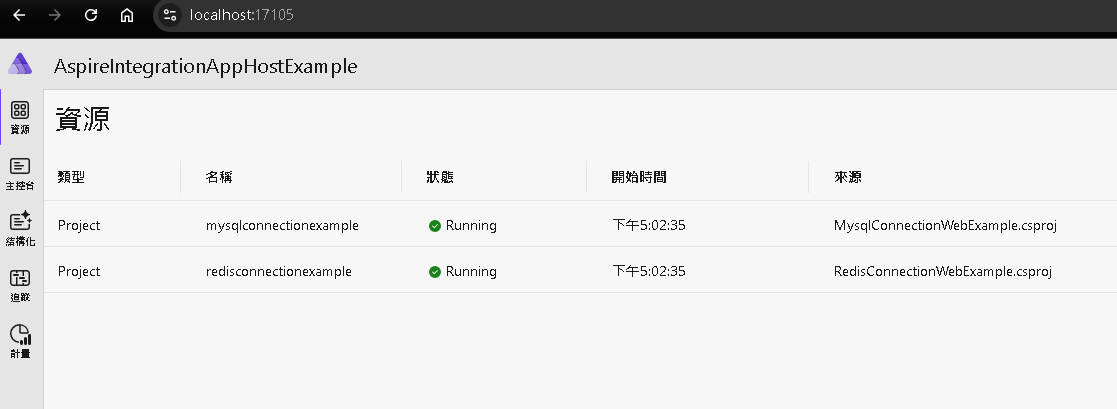 localhost:17105
AspireIntegrationAppHostExample
資源
主控台
結構化
追蹤
計量
資源
類型 名稱 狀態 開始時間 來源
Project mysqlconnectionexample Running 下午5:02:35 MysqlConnectionWebExample.csproj
Project redisconnectionexample Running 下午5:02:35 RedisConnectionWebExample.csproj